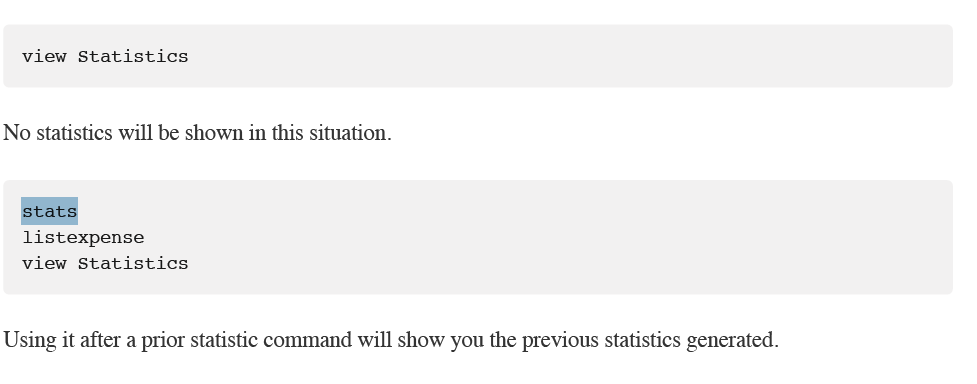 view Statistics
No statistics will be shown in this situation.
stats
listexpense
view Statistics
Using it after a prior statistic command will show you the previous statistics generated.